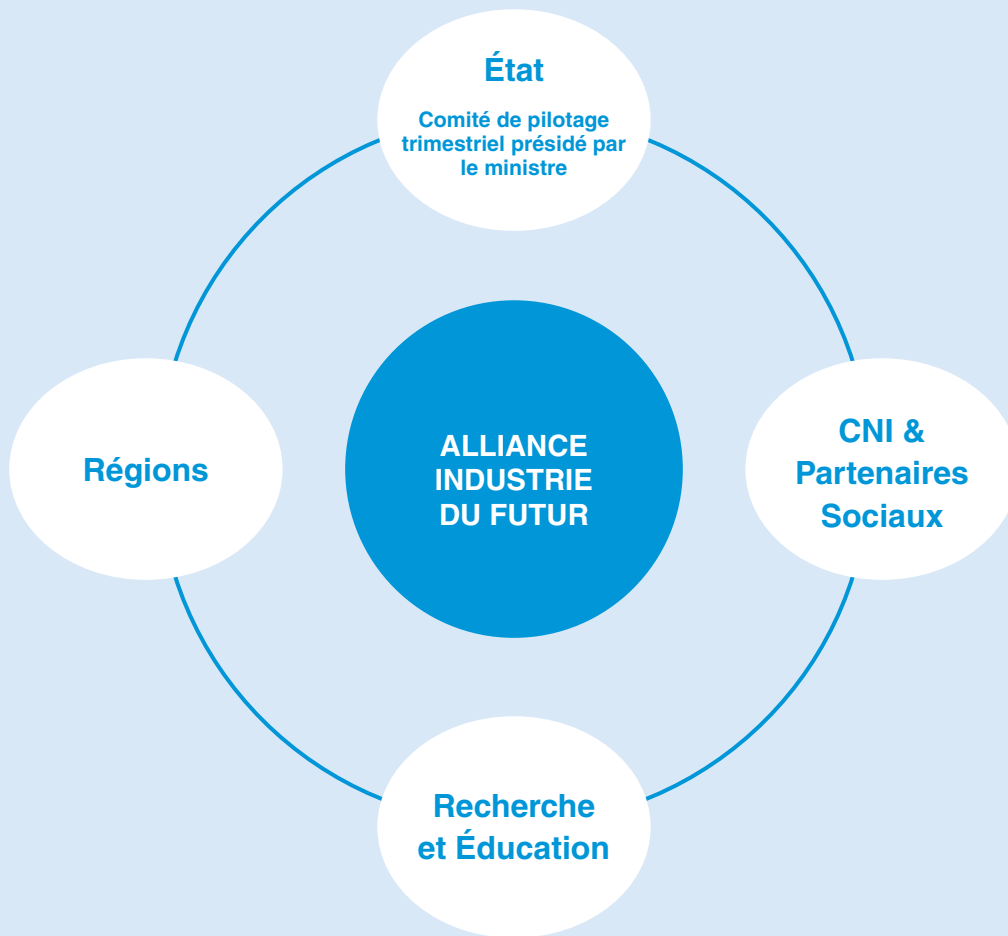 État
Comité de pilotage
trimestriel présidé par
le ministre
Régions
ALLIANCE
INDUSTRIE
DU FUTUR
CNI &
Partenaires
Sociaux
Recherche
et Éducation